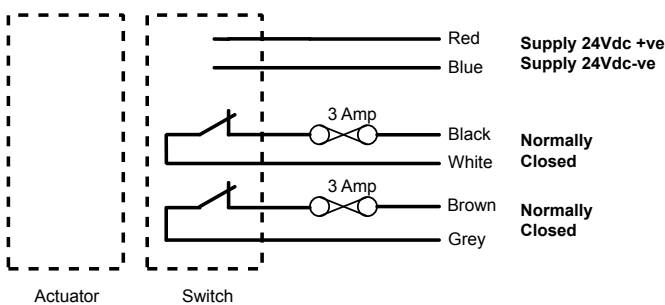 Red
Supply 24Vdc +ve
Blue
Supply 24Vdc-ve
3 Amp
Black
Normally
White
Closed
3 Amp
Brown
Normally
Grey
Closed
Actuator
Switch